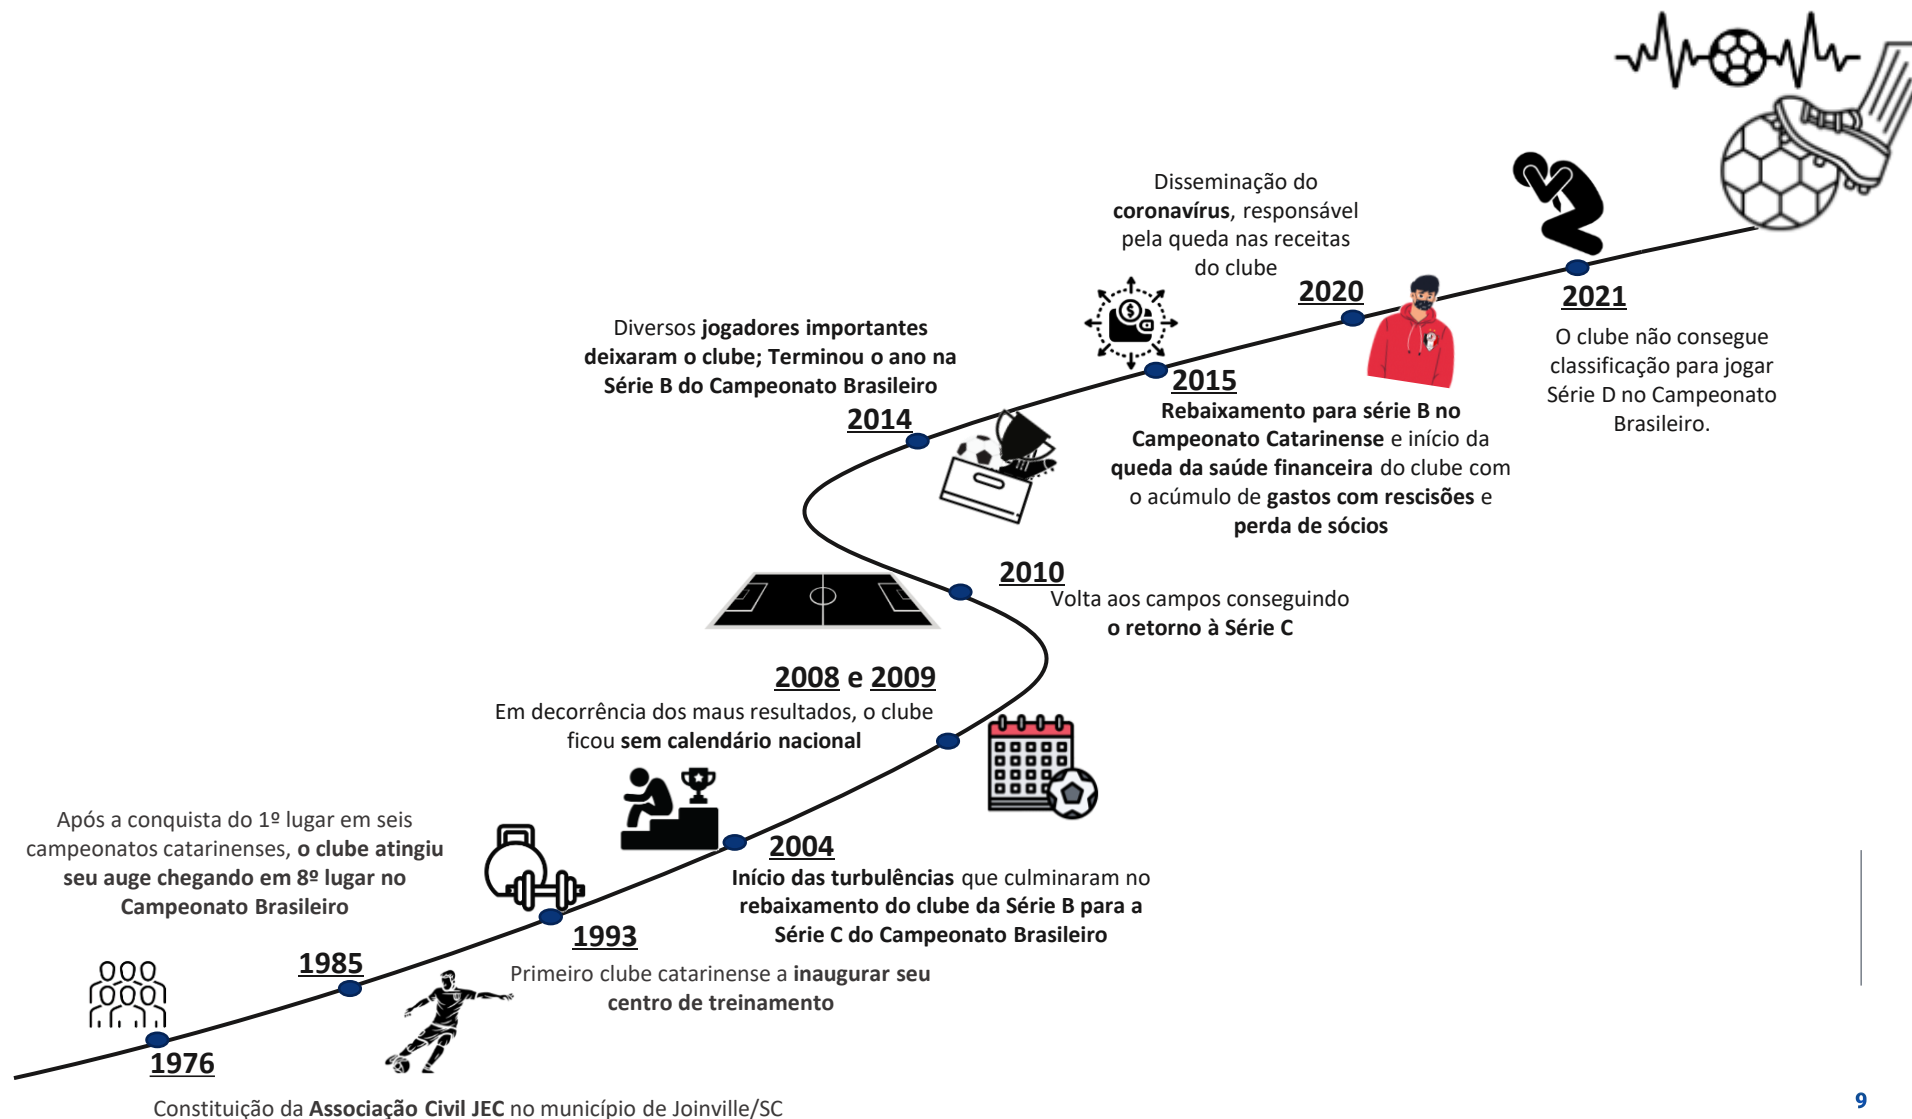 Disseminação do
coronavírus, responsável
pela queda nas receitas
do clube
2020
2021
O clube não consegue
classificação para jogar
Série D no Campeonato
Brasileiro.
Diversos jogadores importantes
deixaram o clube; Terminou o ano na
Série B do Campeonato Brasileiro
2014
2015
Rebaixamento para série B no
Campeonato Catarinense e início da
queda da saúde financeira do clube com
o acúmulo de gastos com rescisões e
perda de sócios
2010
Volta aos campos conseguindo
o retorno à Série C
2008 e 2009
Em decorrência dos maus resultados, o clube
ficou sem calendário nacional
2004
Início das turbulências que culminaram no
rebaixamento do clube da Série B para a
Série C do Campeonato Brasileiro
Após a conquista do 1º lugar em seis
campeonatos catarinenses, o clube atingiu
seu auge chegando em 8º lugar no
Campeonato Brasileiro
1985
1993
Primeiro clube catarinense a inaugurar seu
centro de treinamento
1976
Constituição da Associação Civil JEC no município de Joinville/SC
9